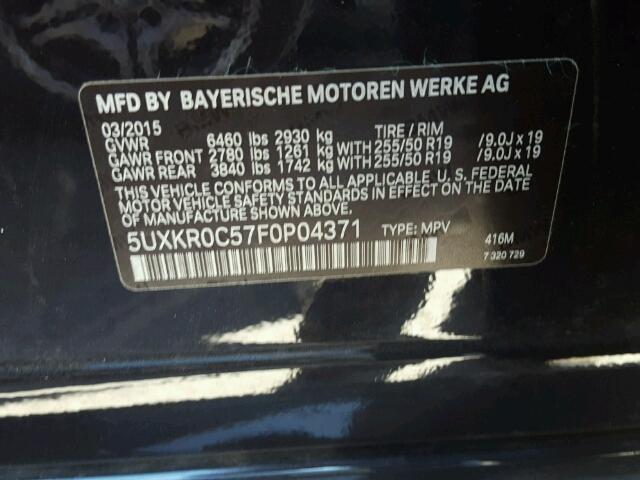 MFD BY BAYERISCHE MOTOREN WERKE AG
03/2015 TIRE / RIM
GVWR 6460 lbs 2930 kg
GAWR FRONT 2780 lbs 1261 kg WITH 255/50 R19 /9.0J x 19
GAWR REAR 3840 lbs 1742 kg WITH 255/50 R19 /9.0J x 19
THIS VEHICLE CONFORMS TO ALL APPLICABLE U.S. FEDERAL
MOTOR VEHICLE SAFETY STANDARDS IN EFFECT ON THE DATE
OF MANUFACTURE SHOWN ABOVE.
5UXKR0C57F0P04371 TYPE: MPV 416M
7 320 729